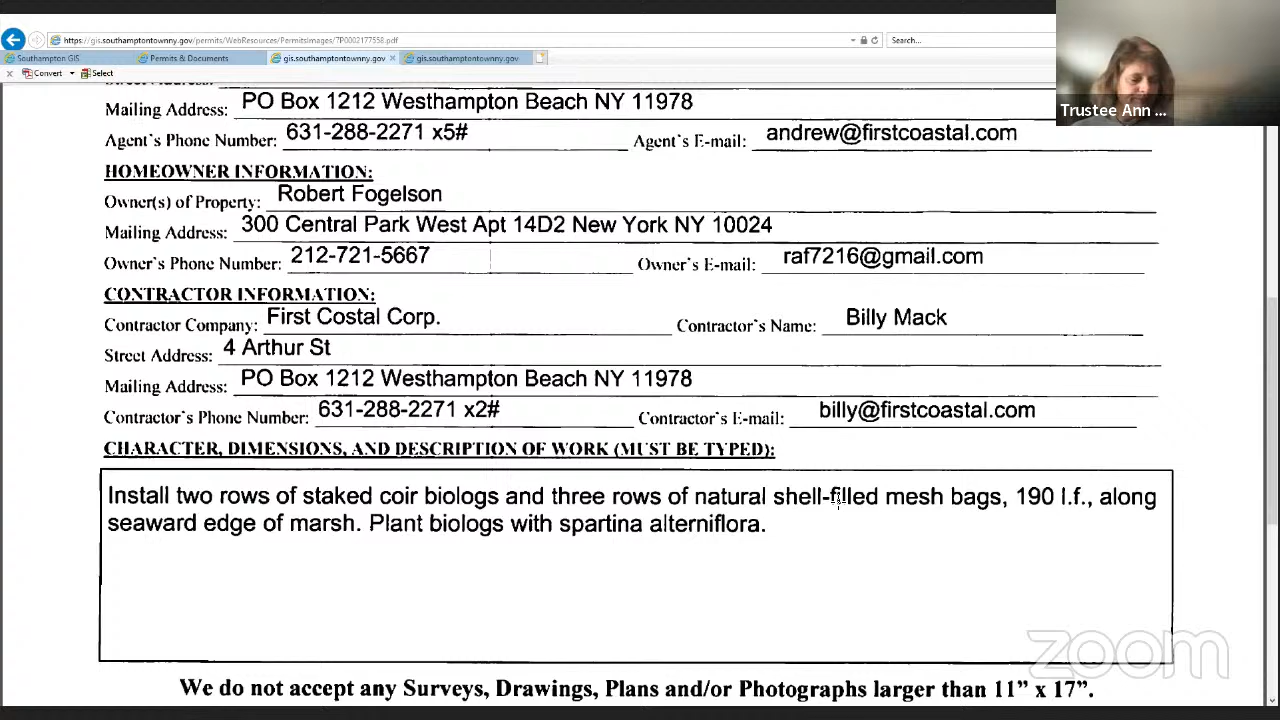 https://gis.southamptontownny.gov/permits/WebResources/PermitsImages/7P0002177558.pdf
Search...
Southampton GIS
Permits & Documents
gis.southamptontownny.gov
gis.southamptontownny.gov
Convert
Select
Trustee Ann ...
Mailing Address: PO Box 1212 Westhampton Beach NY 11978
Agent's Phone Number: 631-288-2271 x5# Agent's E-mail: andrew@firstcoastal.com
HOMEOWNER INFORMATION:
Owner(s) of Property: Robert Fogelson
Mailing Address: 300 Central Park West Apt 14D2 New York NY 10024
Owner's Phone Number: 212-721-5667 Owner's E-mail: raf7216@gmail.com
CONTRACTOR INFORMATION:
Contractor Company: First Costal Corp. Contractor's Name: Billy Mack
Street Address: 4 Arthur St
Mailing Address: PO Box 1212 Westhampton Beach NY 11978
Contractor's Phone Number: 631-288-2271 x2# Contractor's E-mail: billy@firstcoastal.com
CHARACTER, DIMENSIONS, AND DESCRIPTION OF WORK (MUST BE TYPED):
Install two rows of staked coir biologs and three rows of natural shell-filled mesh bags, 190 l.f., along
seaward edge of marsh. Plant biologs with spartina alterniflora.
zoom
We do not accept any Surveys, Drawings, Plans and/or Photographs larger than 11” x 17”.